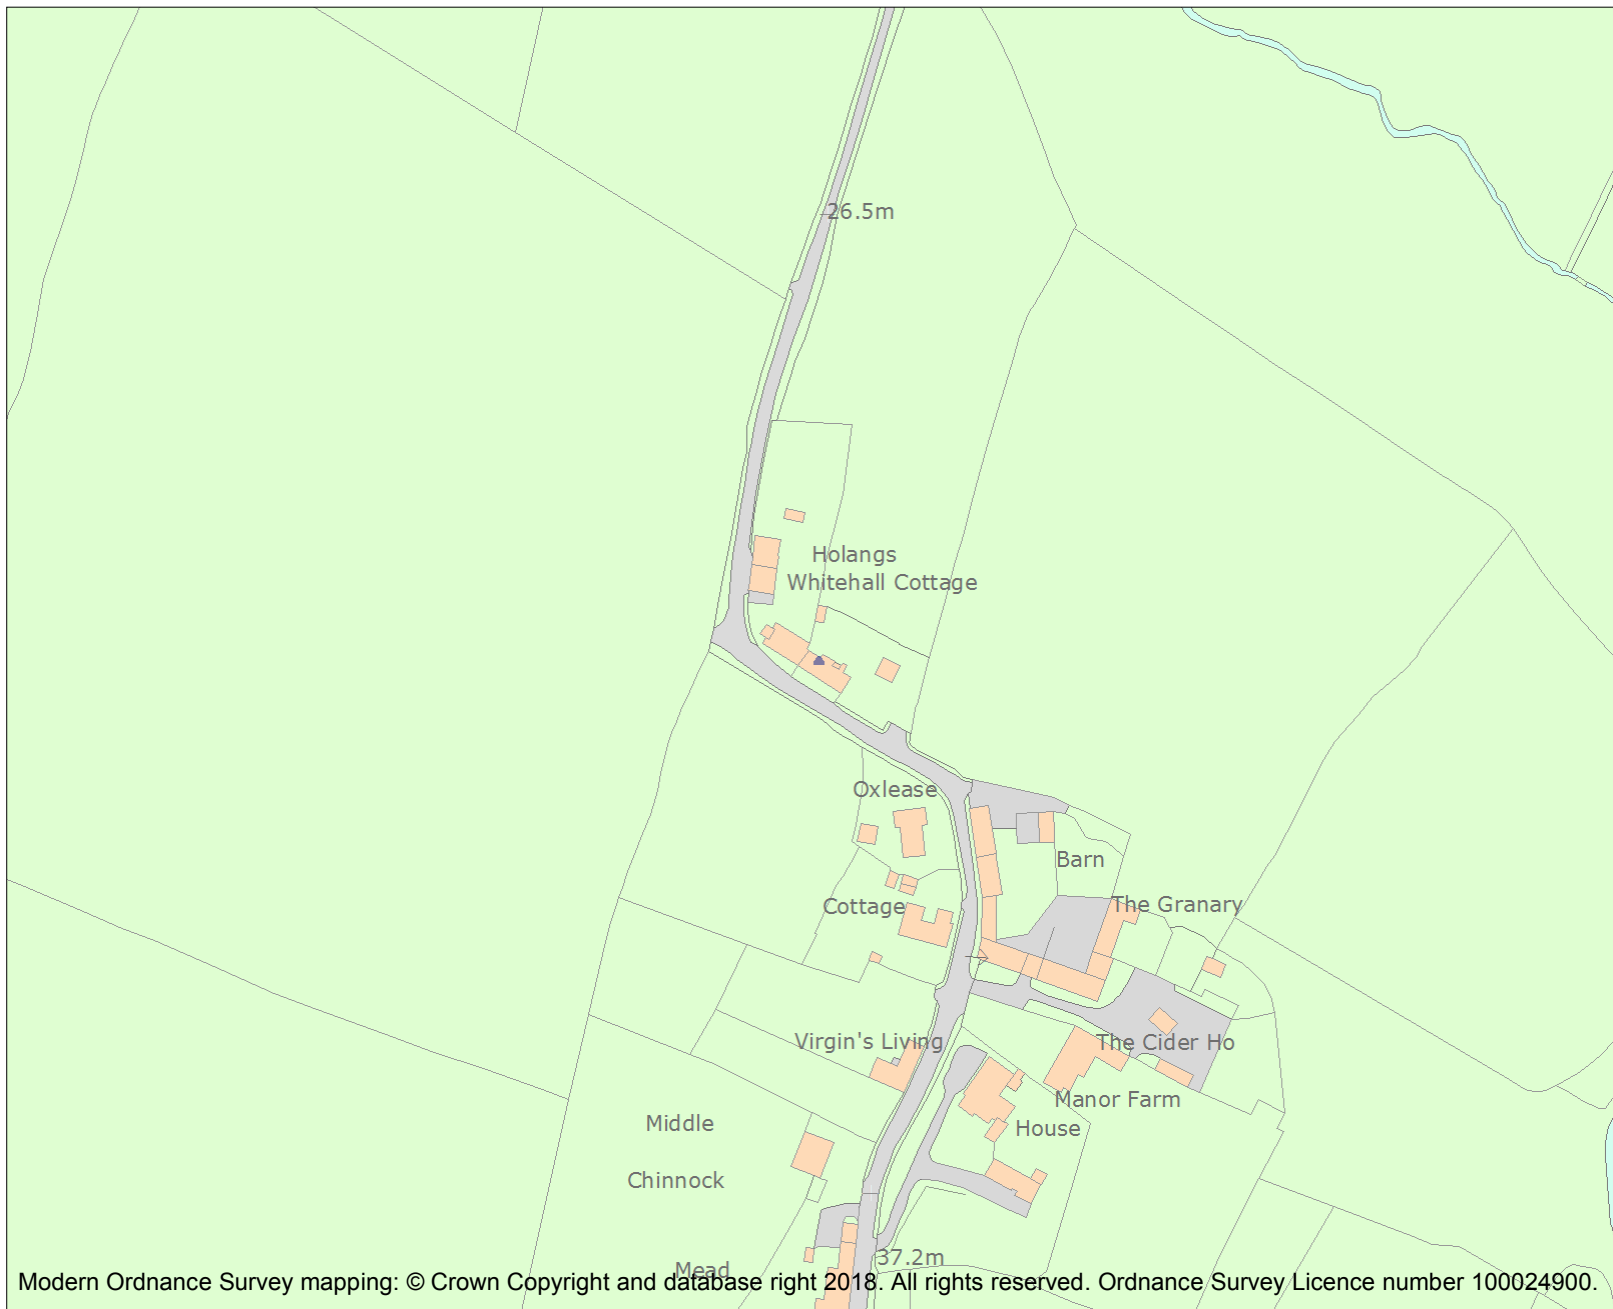 26.5m
Holangs
Whitehall Cottage
Oxlease
Barn
The Granary
Cottage
Virgin's Living
The Cider Ho
Manor Farm
House
Middle
Chinnock
37.2m
Mead
Modern Ordnance Survey mapping: © Crown Copyright and database right 2018. All rights reserved. Ordnance Survey Licence number 100024900.